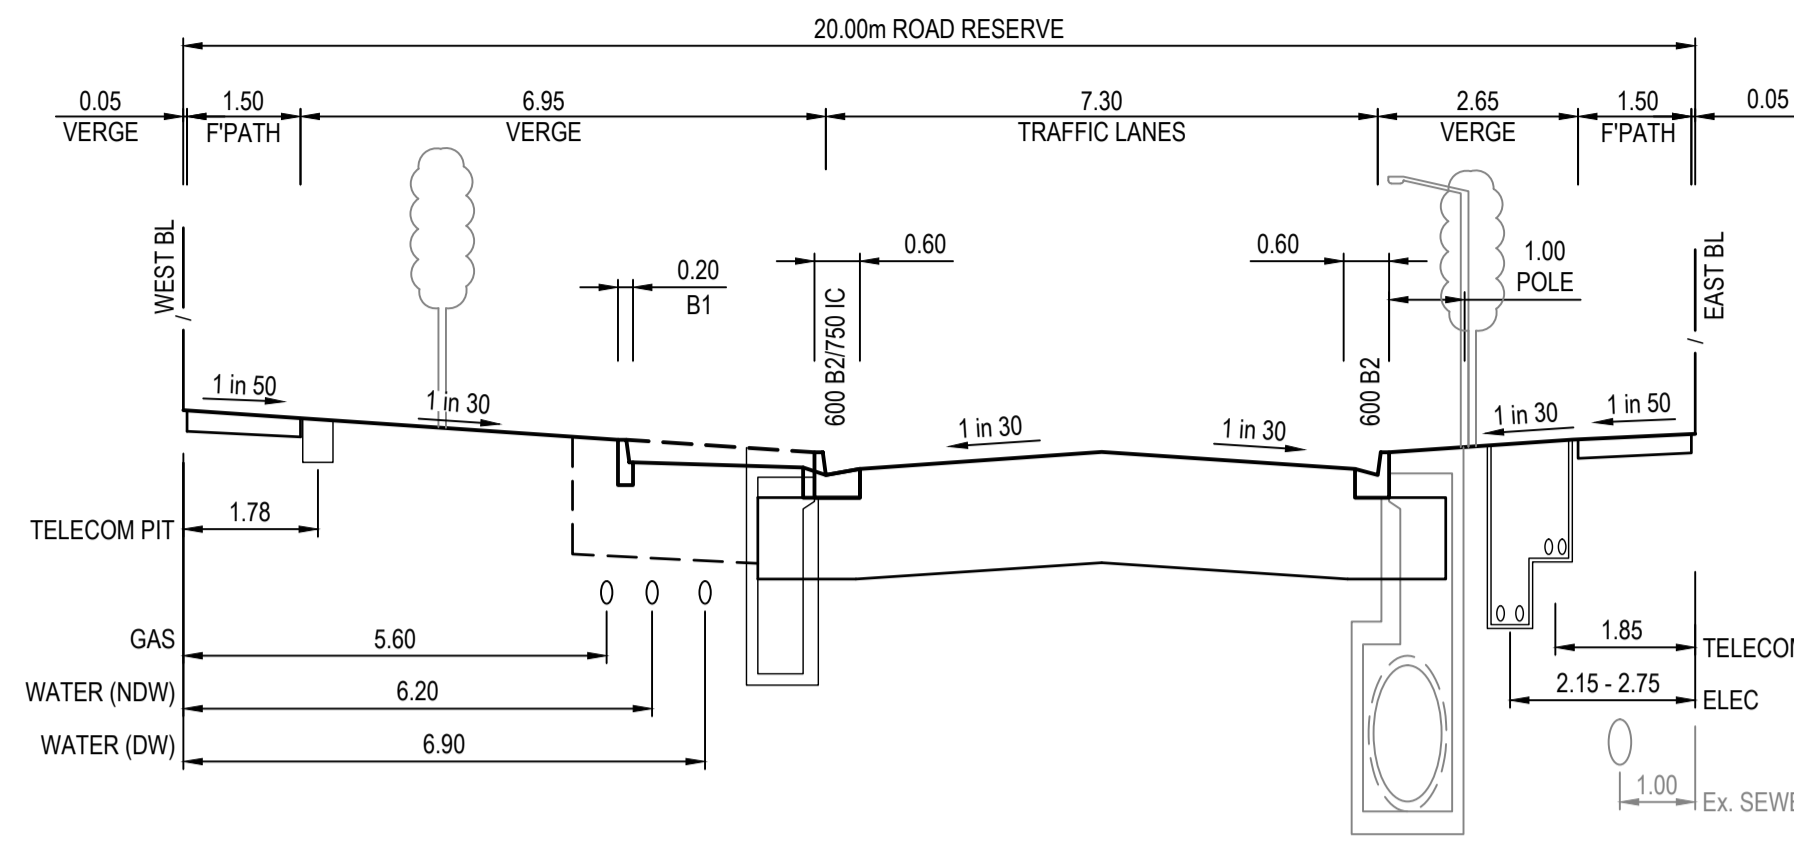 20.00m ROAD RESERVE
0.05 1.50 6.95 7.30 2.65 1.50 0.05
VERGE F'PATH VERGE TRAFFIC LANES VERGE F'PATH
WEST BL
/
0.20
B1
0.60
600 B2/750 IC
0.60
600 B2
1.00
POLE
EAST BL
/
1 in 50
1 in 30
1 in 30
1 in 30
1 in 30
1 in 50
TELECOM PIT 1.78
GAS 5.60
WATER (NDW) 6.20
WATER (DW) 6.90
1.85 TELECOM
2.15 - 2.75 ELEC
1.00 Ex. SEWE